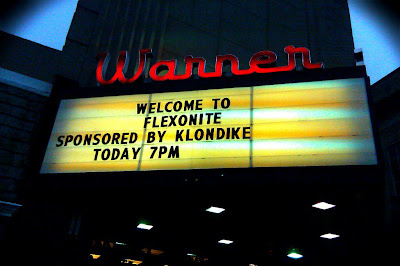 Warner
WELCOME TO
FLEXONITE
SPONSORED BY KLONDIKE
TODAY 7PM